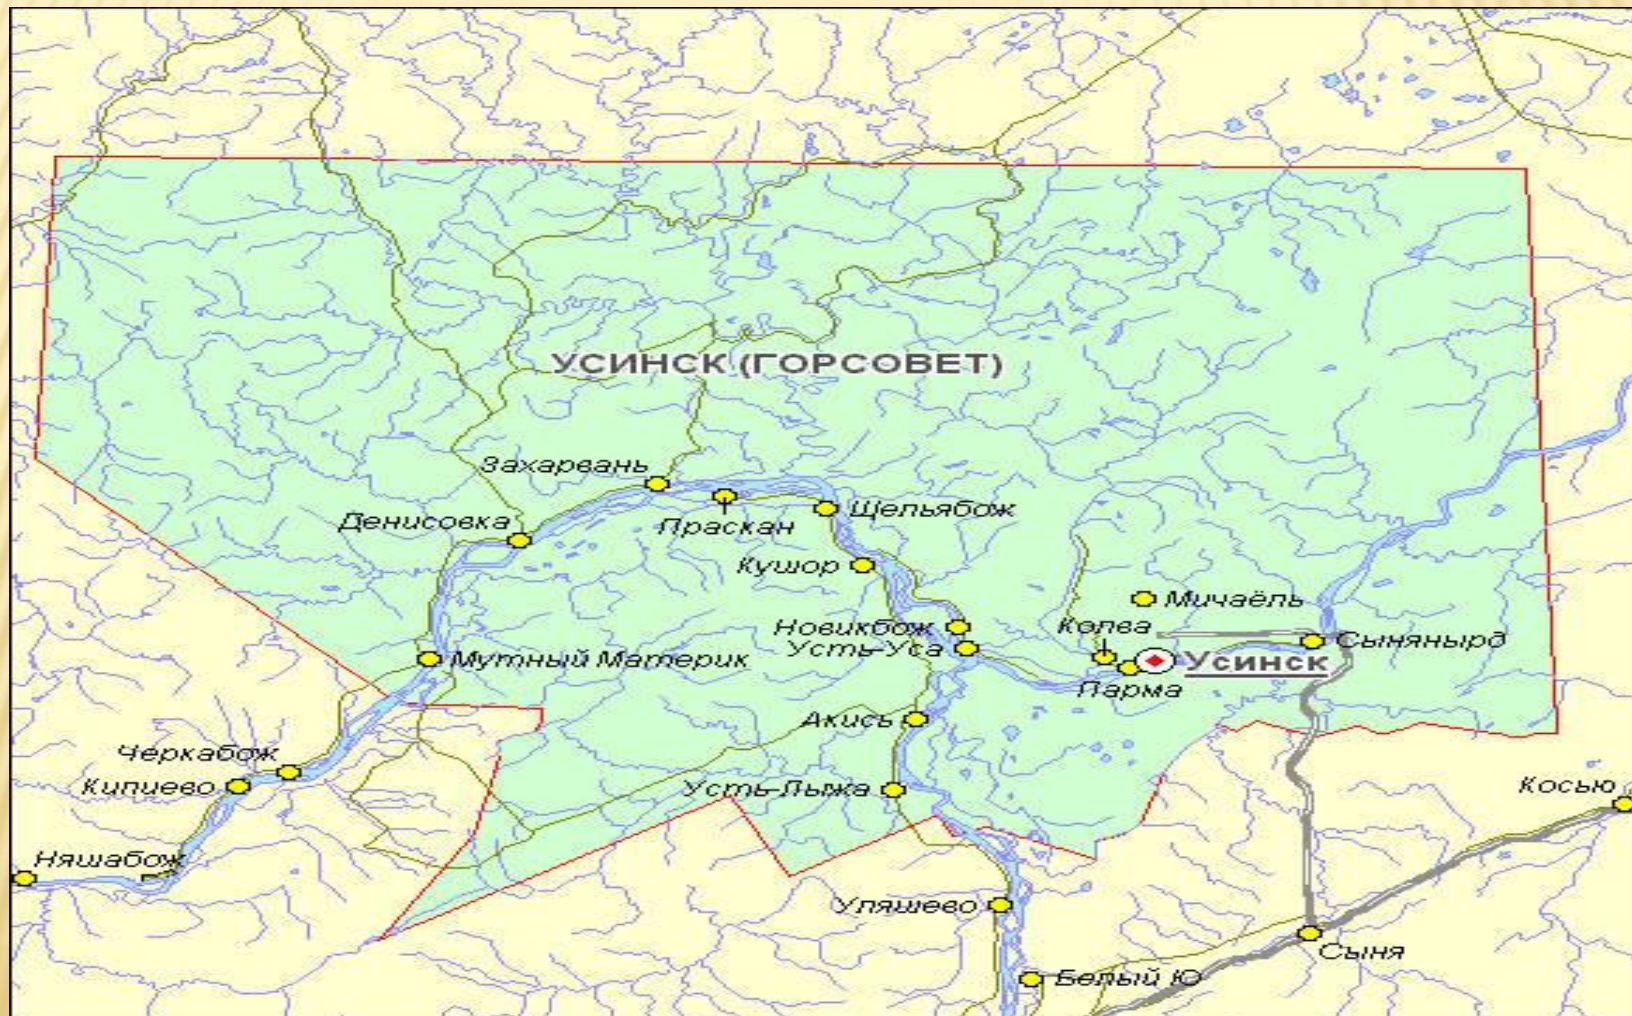 УСИНСК (ГОРСОВЕТ)
Захарвань
Денисовка
Праскан
Щельябож
Кушор
Мичаёль
Новикбож
Колва
Усть-Уса
Сынянырд
Мутный Материк
Усинск
Парма
Акись
Черкабож
Кипиево
Усть-Лыжа
Косью
Няшабож
Уляшево
Сыня
Белый Ю